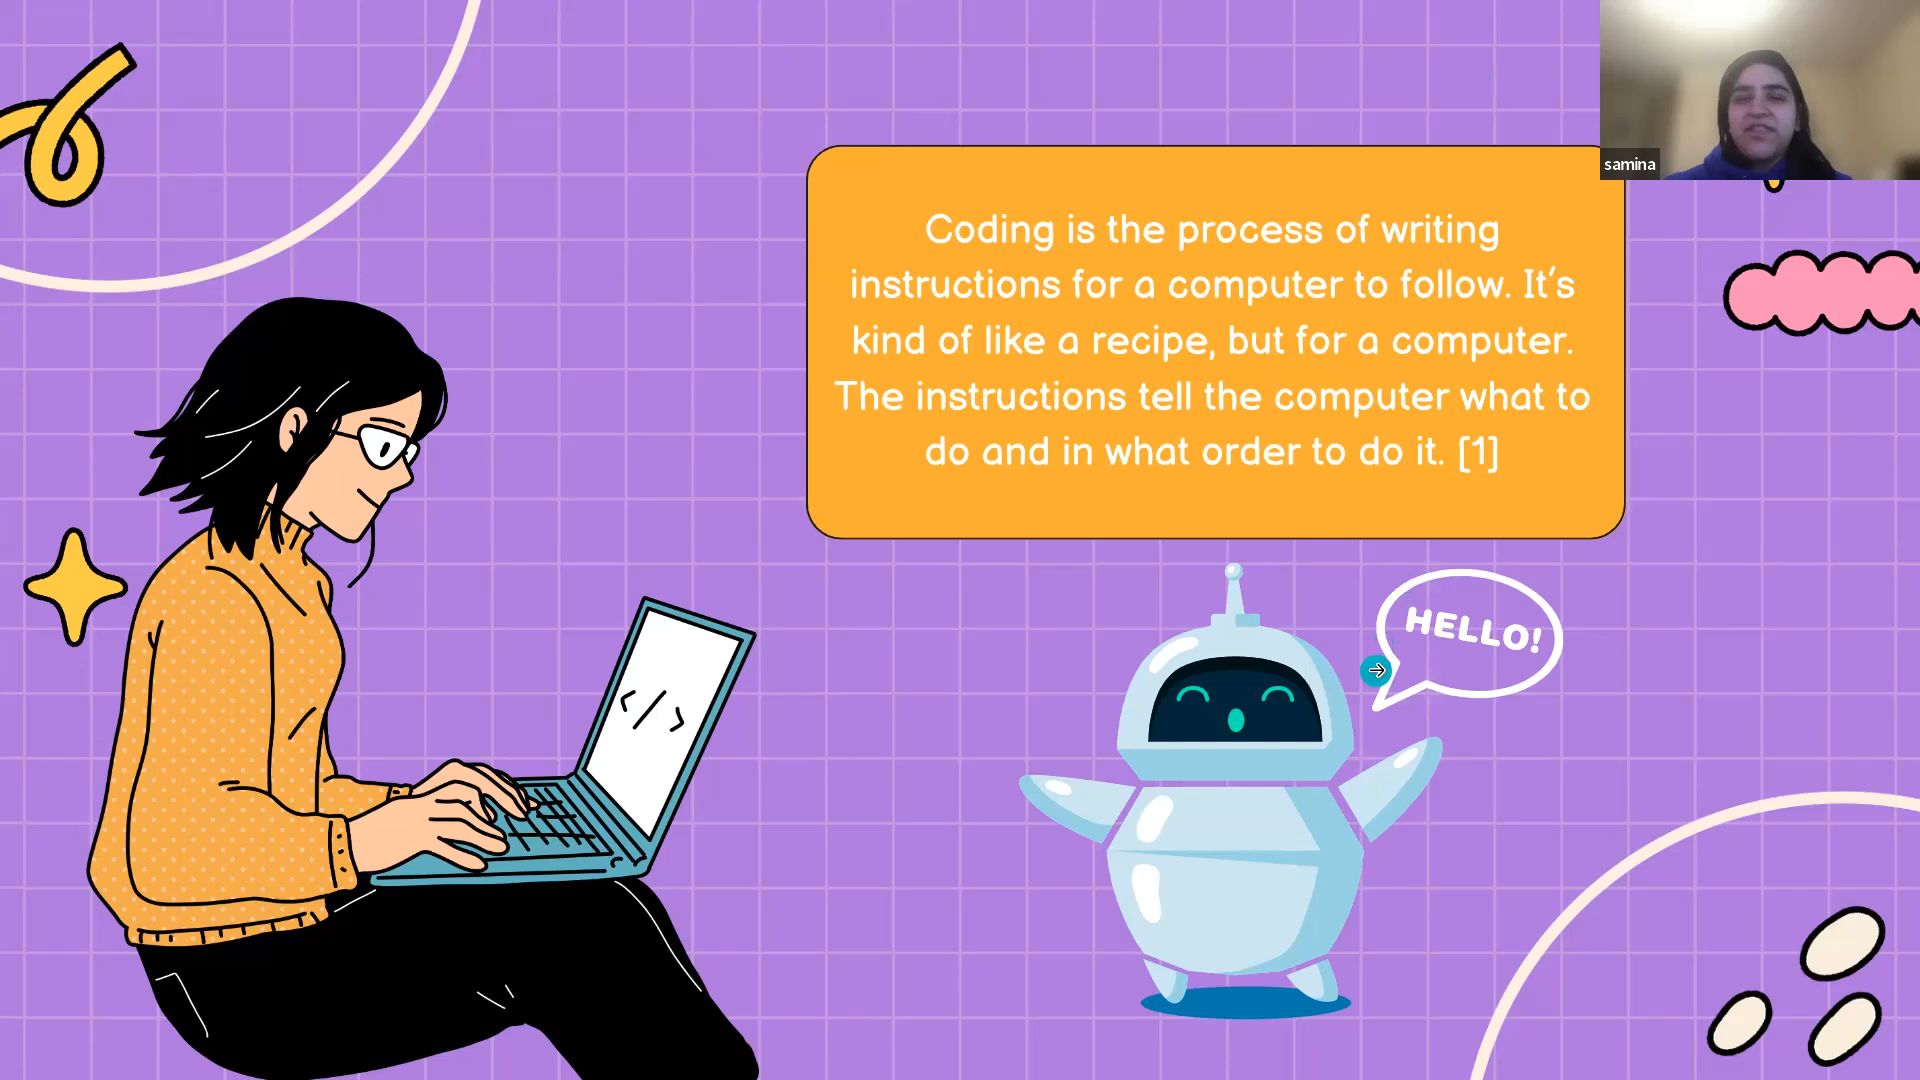 samina
Coding is the process of writing
instructions for a computer to follow. It's
kind of like a recipe, but for a computer.
The instructions tell the computer what to
do and in what order to do it. [1]
HELLO!
</>